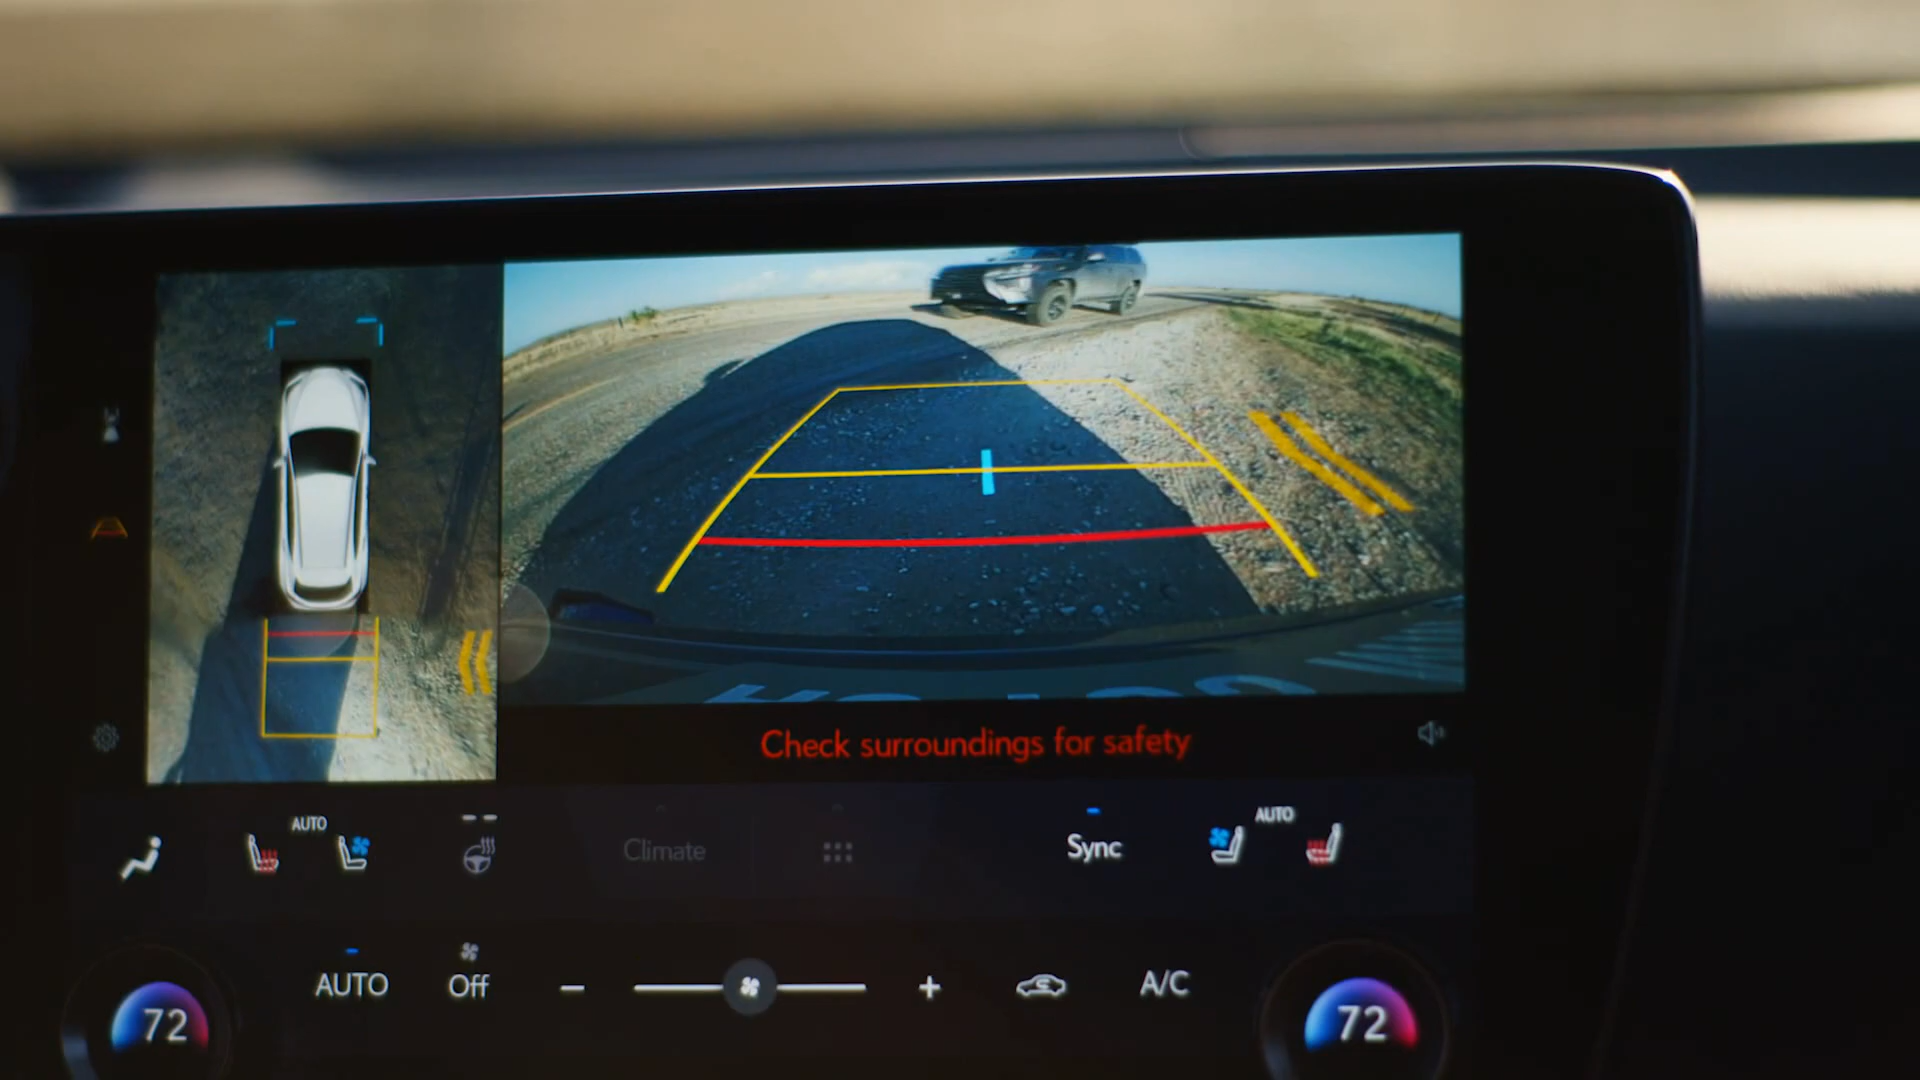 Check surroundings for safety
AUTO
Climate
Sync
AUTO
AUTO
Off
A/C
72
72